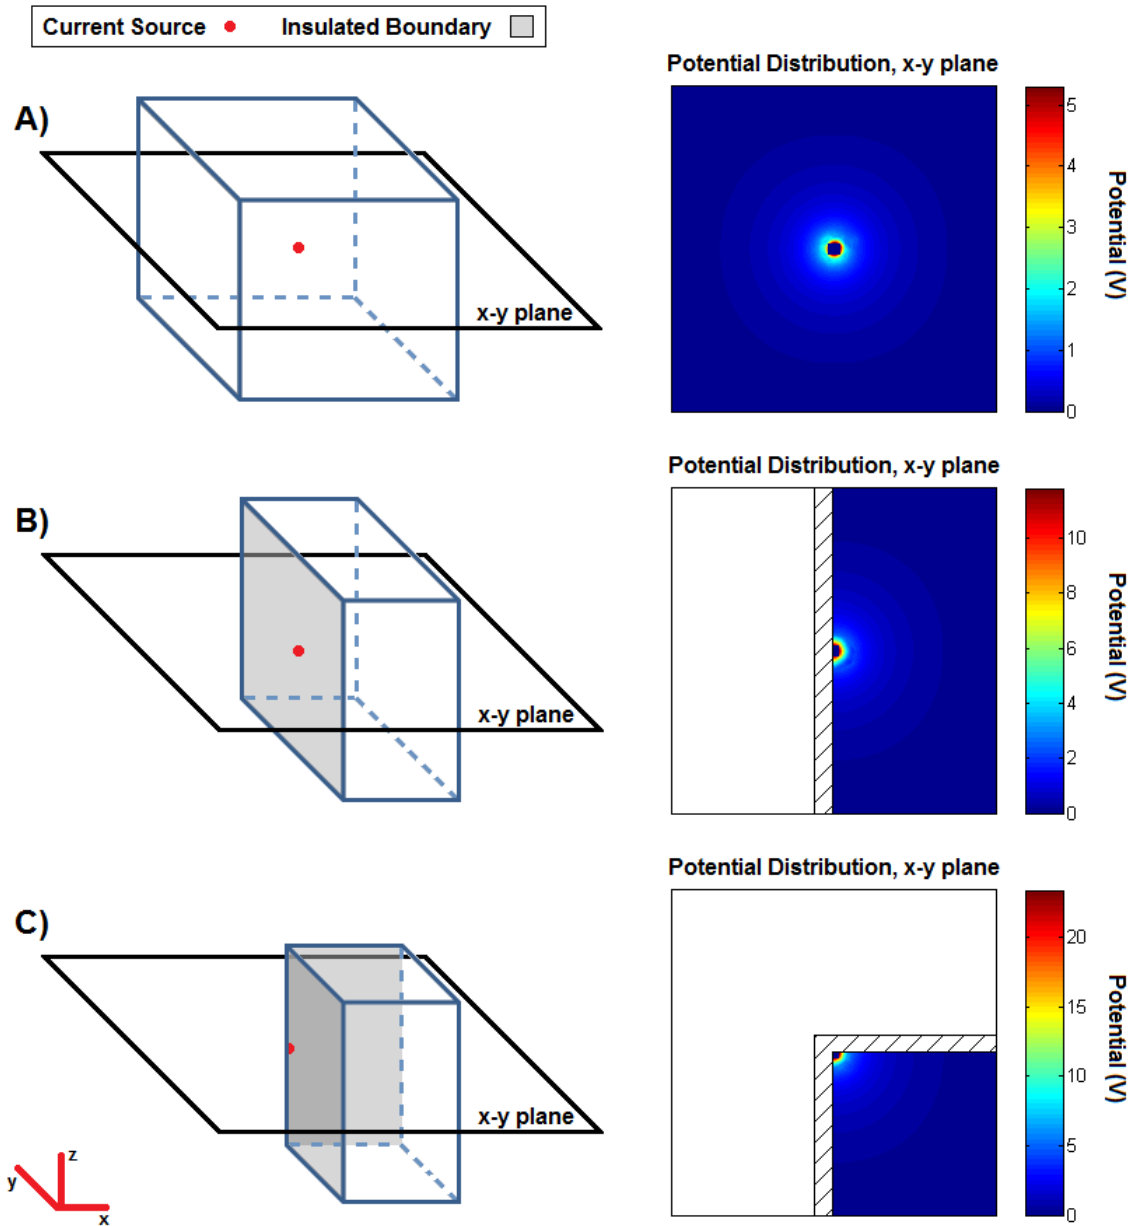 Current Source Insulated Boundary
A)
x-y plane
Potential Distribution, x-y plane
5
4
3
2
1
0
Potential (V)
B)
x-y plane
Potential Distribution, x-y plane
10
8
6
4
2
0
Potential (V)
C)
x-y plane
z
y
x
Potential Distribution, x-y plane
20
15
10
5
0
Potential (V)